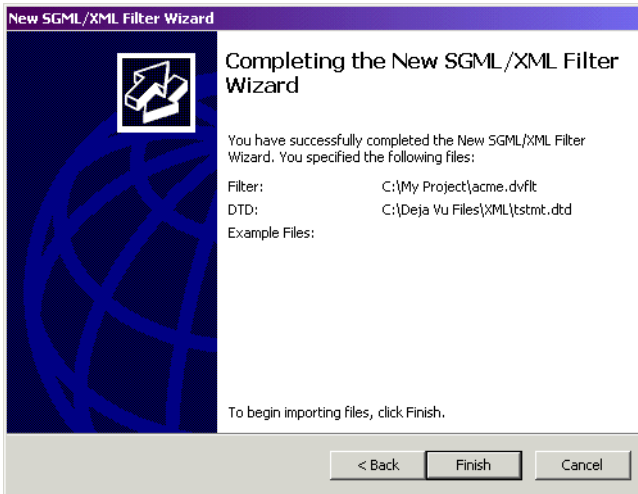 New SGML/XML Filter Wizard
Completing the New SGML/XML Filter
Wizard
You have successfully completed the New SGML/XML Filter
Wizard. You specified the following files:
Filter: C:\My Project\acme.dvflt
DTD: C:\Deja Vu Files\XML\tstmt.dtd
Example Files:
To begin importing files, click Finish.
< Back Finish Cancel